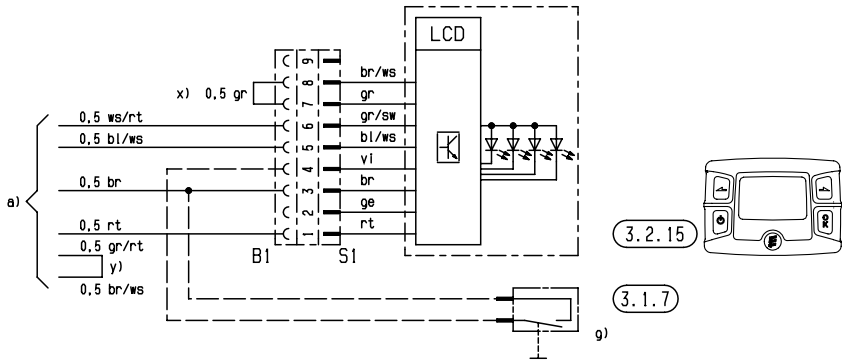 LCD
9
8
7
6
5
4
3
2
1
br/ws
gr
gr/sw
bl/ws
vi
br
ge
rt
x) 0,5 gr
0,5 ws/rt
0,5 bl/ws
a)
0,5 br
0,5 rt
0,5 gr/rt
y)
0,5 br/ws
B1
S1
3.2.15
OK
3.1.7
g)